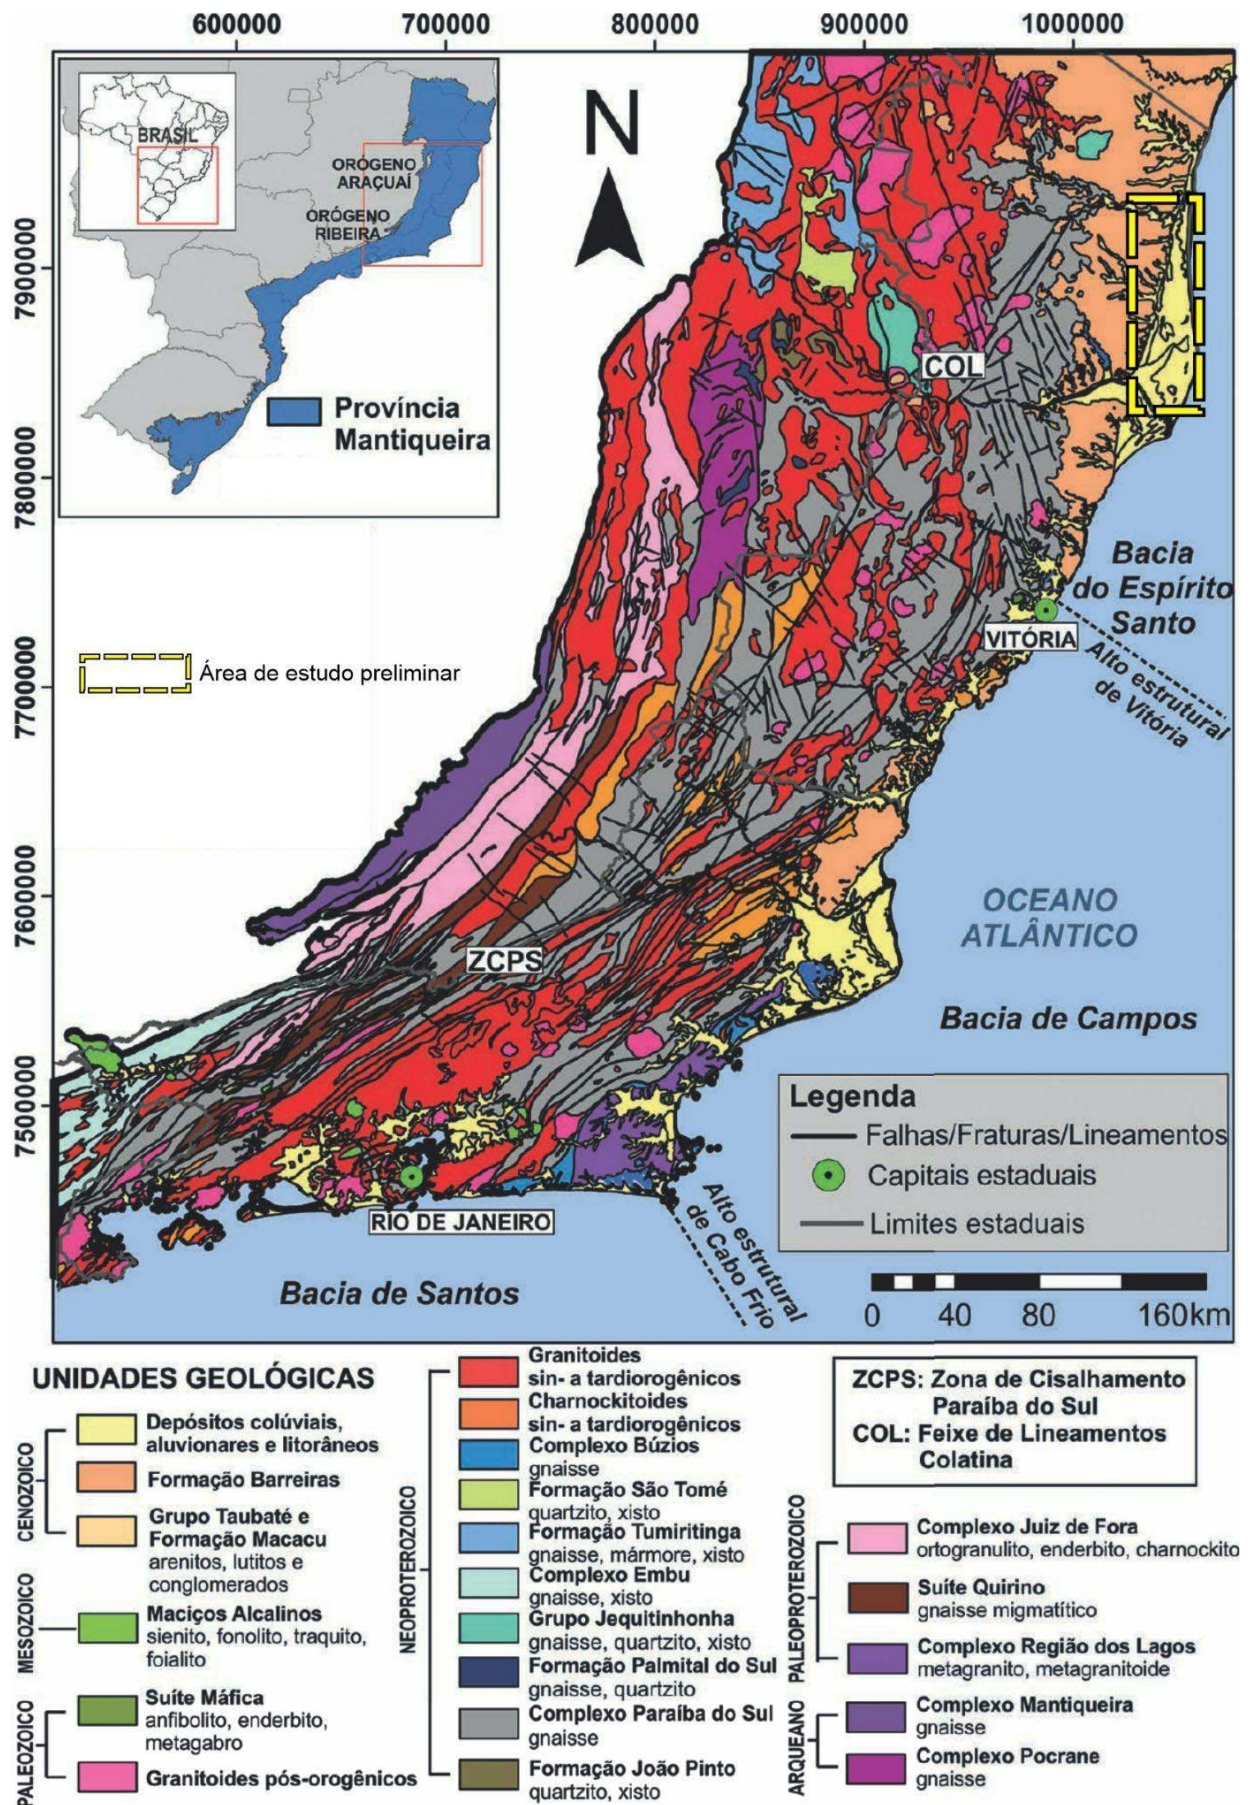 600000
700000
800000
900000
1000000
7900000
7800000
7700000
7600000
7500000
BRASIL
ORÓGENO
ARAÇUAÍ
ORÓGENO
RIBEIRA
Província
Mantiqueira
N
Área de estudo preliminar
COL
Bacia
do Espírito
Santo
VITÓRIA
Alto estrutural
de Vitória
OCEANO
ATLÂNTICO
ZCPS
Bacia de Campos
RIO DE JANEIRO
Alto estrutural
de Cabo Frio
Bacia de Santos
Legenda
Falhas/Fraturas/Lineamentos
Capitais estaduais
Limites estaduais
0 40 80 160km
UNIDADES GEOLÓGICAS
CENOZOICO
Depósitos colúviais,
aluvionares e litorâneos
Formação Barreiras
Grupo Taubaté e
Formação Macacu
arenitos, lutitos e
conglomerados
MESOZOICO
Maciços Alcalinos
sienito, fonolito, traquito,
foialito
PALEOZOICO
Suíte Máfica
anfibolito, enderbito,
metagabro
Granitoides pós-orogênicos
NEOPROTEROZOICO
Granitoides
sin- a tardiorogênicos
Charnockitoides
sin- a tardiorogênicos
Complexo Búzios
gnaisse
Formação São Tomé
quartzito, xisto
Formação Tumiritinga
gnaisse, mármore, xisto
Complexo Embu
gnaisse, xisto
Grupo Jequitinhonha
gnaisse, quartzito, xisto
Formação Palmital do Sul
gnaisse, quartzito
Complexo Paraíba do Sul
gnaisse
Formação João Pinto
quartzito, xisto
ZCPS: Zona de Cisalhamento
Paraíba do Sul
COL: Feixe de Lineamentos
Colatina
PALEOPROTEROZOICO
Complexo Juiz de Fora
ortogranulito, enderbito, charnockito
Suíte Quirino
gnaisse migmatítico
Complexo Região dos Lagos
metagranito, metagranitoide
ARQUEANO
Complexo Mantiqueira
gnaisse
Complexo Pocrane
gnaisse